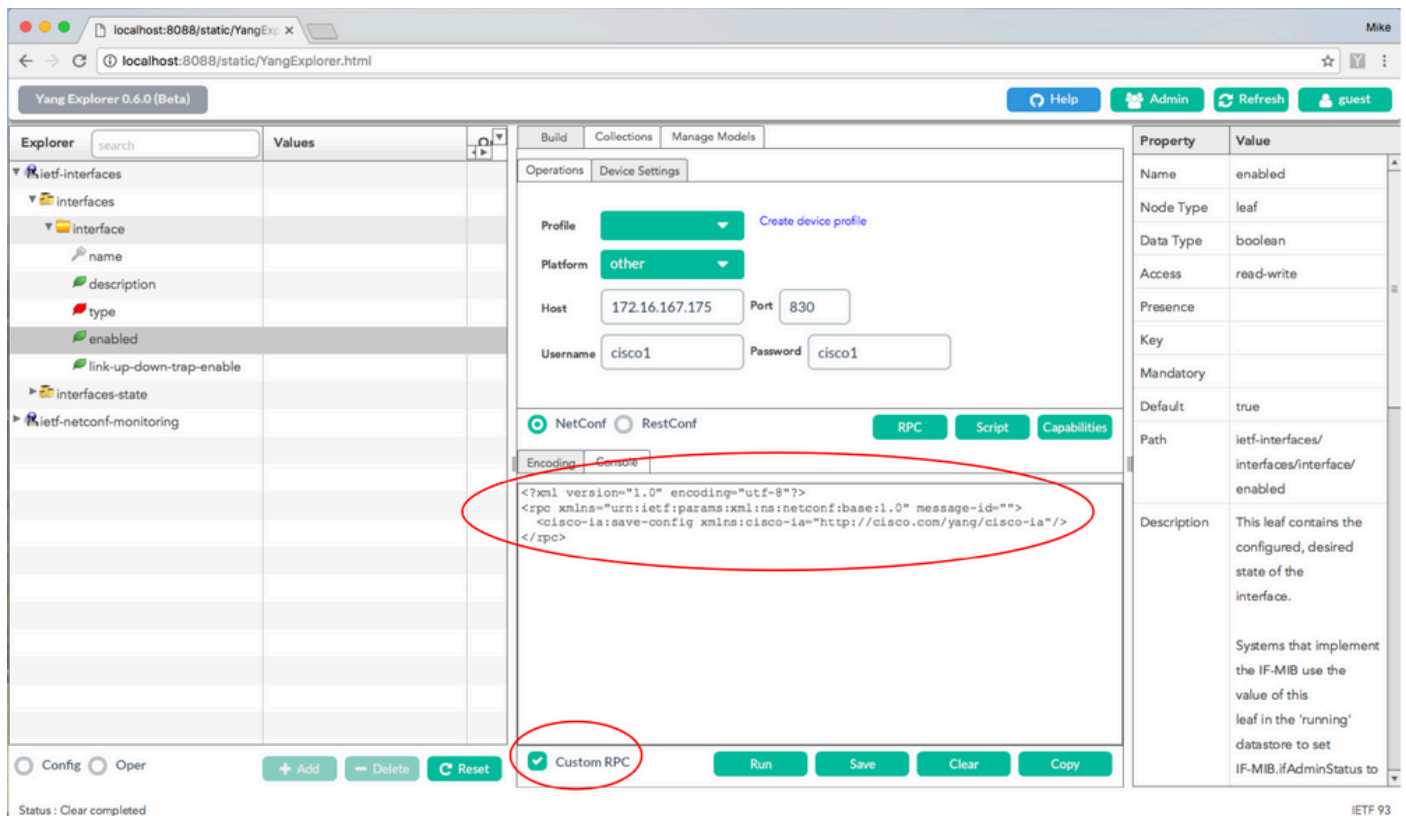 localhost:8088/static/YangExp
Mike
localhost:8088/static/YangExplorer.html
Yang Explorer 0.6.0 (Beta)
Help
Admin
Refresh
guest
Explorer
search
Values
ietf-interfaces
interfaces
interface
name
description
type
enabled
link-up-down-trap-enable
interfaces-state
ietf-netconf-monitoring
Config
Oper
Add
Delete
Reset
Status : Clear completed
Build
Collections
Manage Models
Operations
Device Settings
Profile
Create device profile
Platform
other
Host
172.16.167.175
Port
830
Username
cisco1
Password
cisco1
NetConf
RestConf
RPC
Script
Capabilities
Encoding
Console
<?xml version="1.0" encoding="utf-8"?>
<rpc xmlns="urn:ietf:params:xml:ns:netconf:base:1.0" message-id="">
<cisco-ia:save-config xmlns:cisco-ia="http://cisco.com/yang/cisco-ia"/>
</rpc>
Custom RPC
Run
Save
Clear
Copy
Property
Value
Name
enabled
Node Type
leaf
Data Type
boolean
Access
read-write
Presence
Key
Mandatory
Default
true
Path
ietf-interfaces/
interfaces/interface/
enabled
Description
This leaf contains the
configured, desired
state of the
interface.
Systems that implement
the IF-MIB use the
value of this
leaf in the 'running'
datastore to set
IF-MIB.ifAdminStatus to
IETF 93